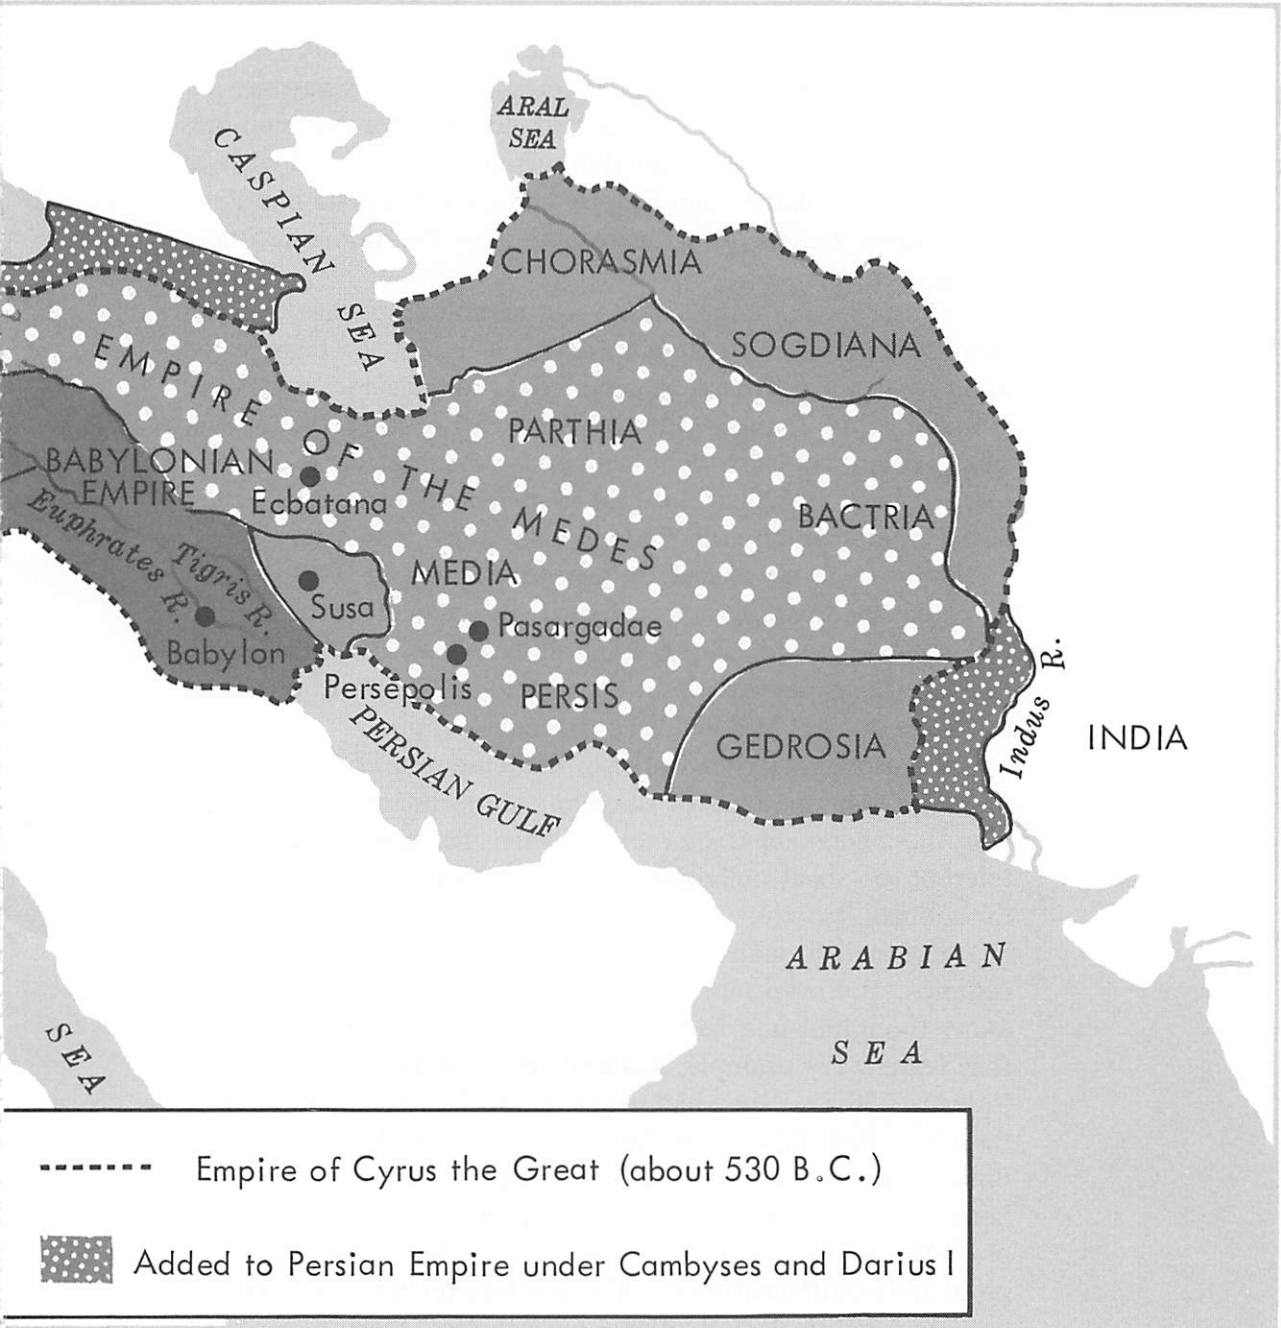 ARAL
SEA
CASPIAN SEA
CHORASMIA
SOGDIANA
EMPIRE OF THE MEDES
PARTHIA
BABYLONIAN
EMPIRE
Ecbatana
BACTRIA
Euphrates R.
Tigris R.
MEDIA
Susa
Pasargadae
Babylon
Persepolis
PERSIS
PERSIAN GULF
GEDROSIA
Indus R.
INDIA
ARABIAN
SEA
SEA
Empire of Cyrus the Great (about 530 B.C.)
Added to Persian Empire under Cambyses and Darius I